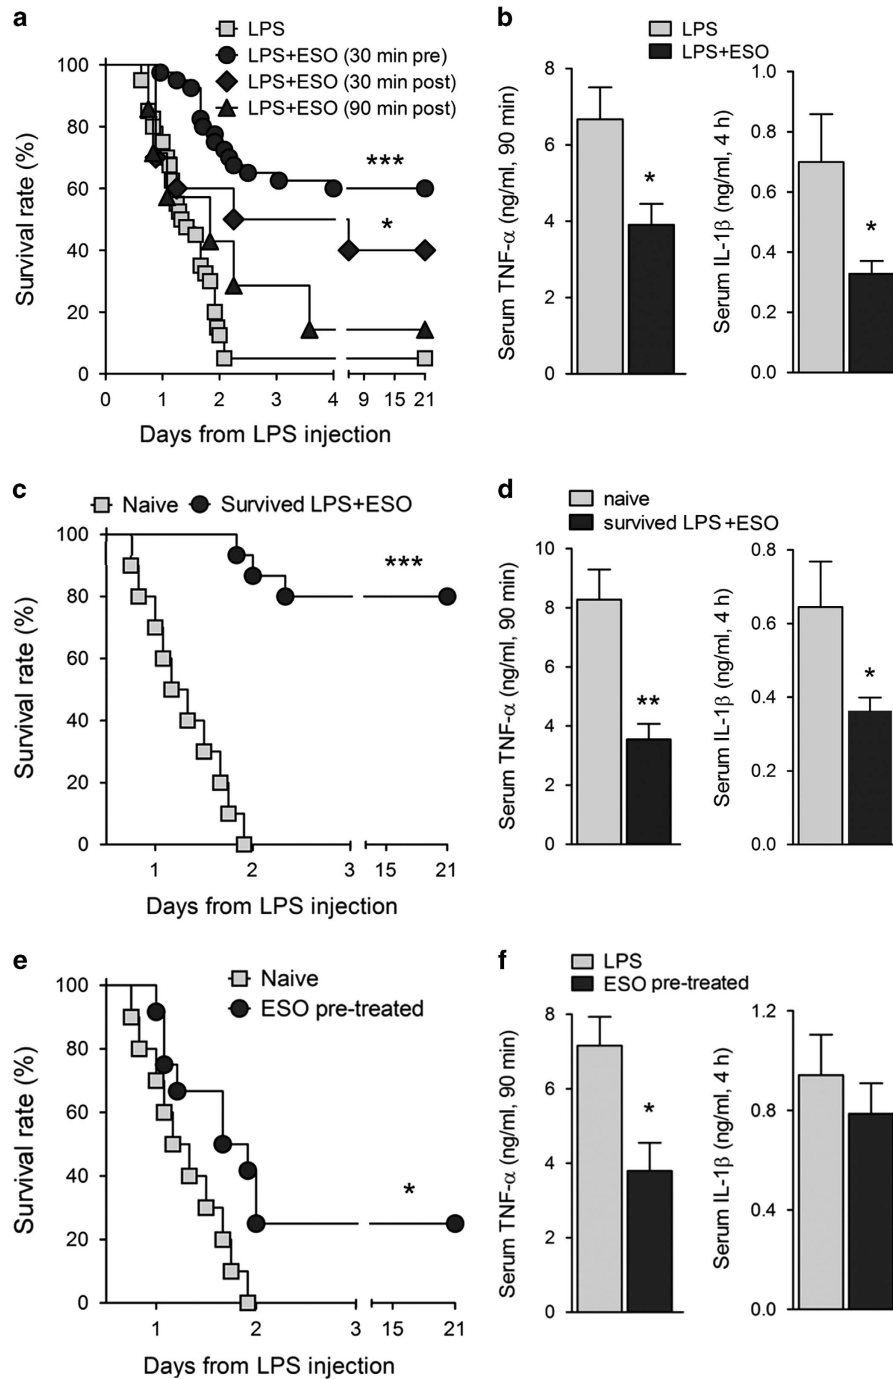 a
LPS
LPS+ESO (30 min pre)
LPS+ESO (30 min post)
LPS+ESO (90 min post)
Survival rate (%)
100
80
60
40
20
0
***
*
0 1 2 3 4 9 15 21
Days from LPS injection
b
LPS
LPS+ESO
Serum TNF-α (ng/ml, 90 min)
8
6
4
2
0
*
Serum IL-1β (ng/ml, 4 h)
1.0
0.8
0.6
0.4
0.2
0.0
*
c
Naive Survived LPS+ESO
Survival rate (%)
100
80
60
40
20
0
***
1 2 3 15 21
Days from LPS injection
d
naive
survived LPS+ESO
Serum TNF-α (ng/ml, 90 min)
10
8
6
4
2
0
**
Serum IL-1β (ng/ml, 4 h)
0.8
0.6
0.4
0.2
0.0
*
e
Naive
ESO pre-treated
Survival rate (%)
100
80
60
40
20
0
*
1 2 3 15 21
Days from LPS injection
f
LPS
ESO pre-treated
Serum TNF-α (ng/ml, 90 min)
8
6
4
2
0
*
Serum IL-1β (ng/ml, 4 h)
1.2
0.8
0.4
0.0